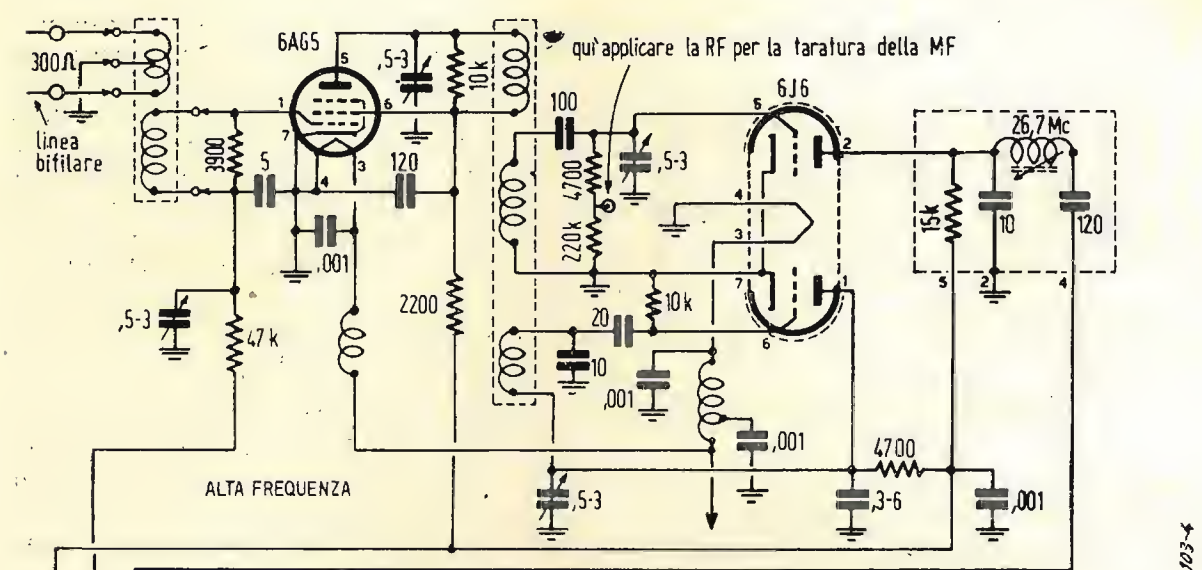 6AG5
qui applicare la RF per la taratura della MF
6J6
300Ω
linea
bifilare
5
,5-3
10k
1
6
7
3
4
3900
5
120
,001
,5-3
47k
2200
100
4700
,5-3
220k
20
10k
10
,001
,001
5
2
4
3
7
1
6
26,7 Mc
15k
10
120
5
2
4
4700
,5-3
,3-6
,001
ALTA FREQUENZA
103-4